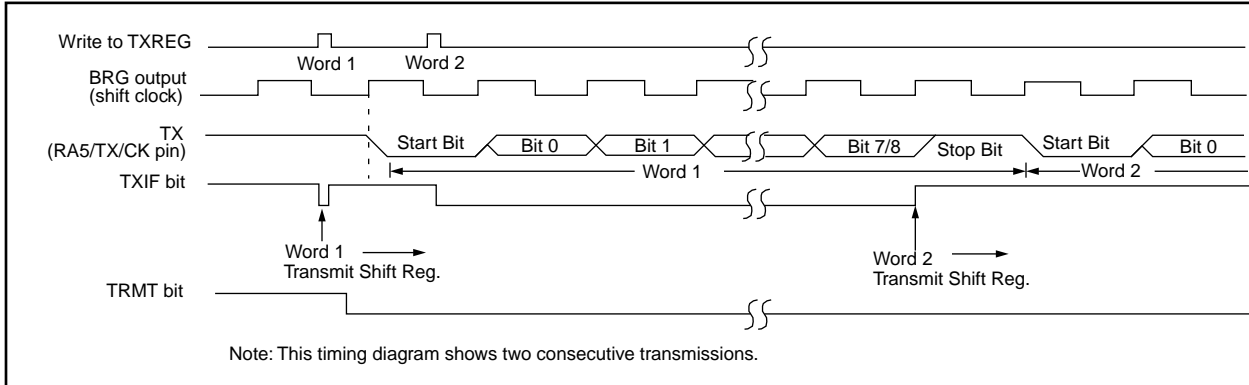 Write to TXREG
Word 1
Word 2
BRG output
(shift clock)
TX
(RA5/TX/CK pin)
Start Bit
Bit 0
Bit 1
Bit 7/8
Stop Bit
Start Bit
Bit 0
Word 1
Word 2
TXIF bit
Word 1
Transmit Shift Reg.
Word 2
Transmit Shift Reg.
TRMT bit
Note: This timing diagram shows two consecutive transmissions.